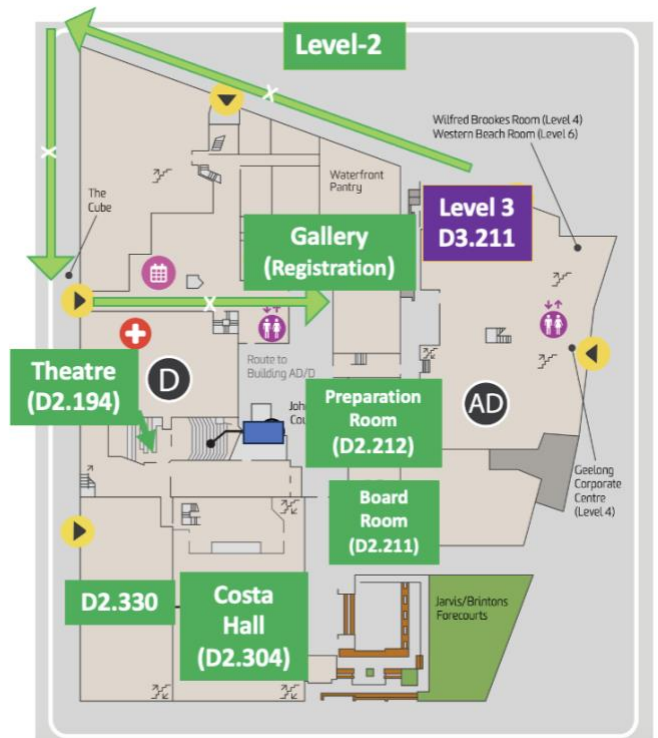 Level-2
Wilfred Brookes Room (Level 4)
Western Beach Room (Level 6)
Waterfront
Pantry
The
Cube
Level 3
D3.211
Gallery
(Registration)
Theatre
(D2.194)
D
Route to
Building AD/D
Preparation
Room
(D2.212)
AD
Board
Room
(D2.211)
Geelong
Corporate
Centre
(Level 4)
D2.330
Costa
Hall
(D2.304)
Jarvis/Brintons
Forecourts